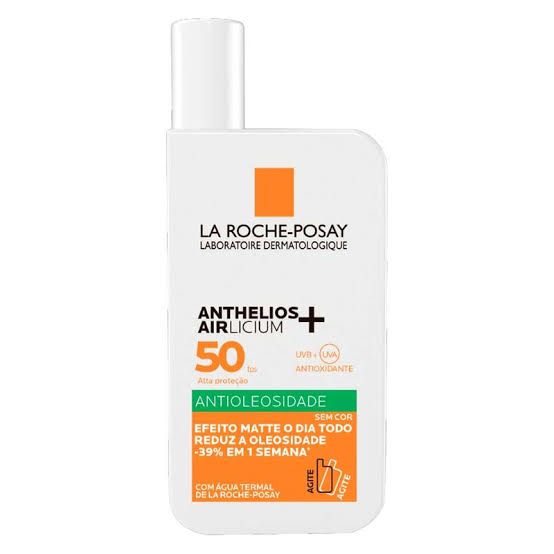 LA ROCHE-POSAY
LABORATOIRE DERMATOLOGIQUE
ANTHELIOS
AIRLICIUM +
50 fps
UVB + UVA
ANTIOXIDANTE
Alta proteção
ANTIOLEOSIDADE
SEM COR
EFEITO MATTE O DIA TODO
REDUZ A OLEOSIDADE
-39% EM 1 SEMANA*
COM ÁGUA TERMAL
DE LA ROCHE-POSAY
AGITE
AGITE